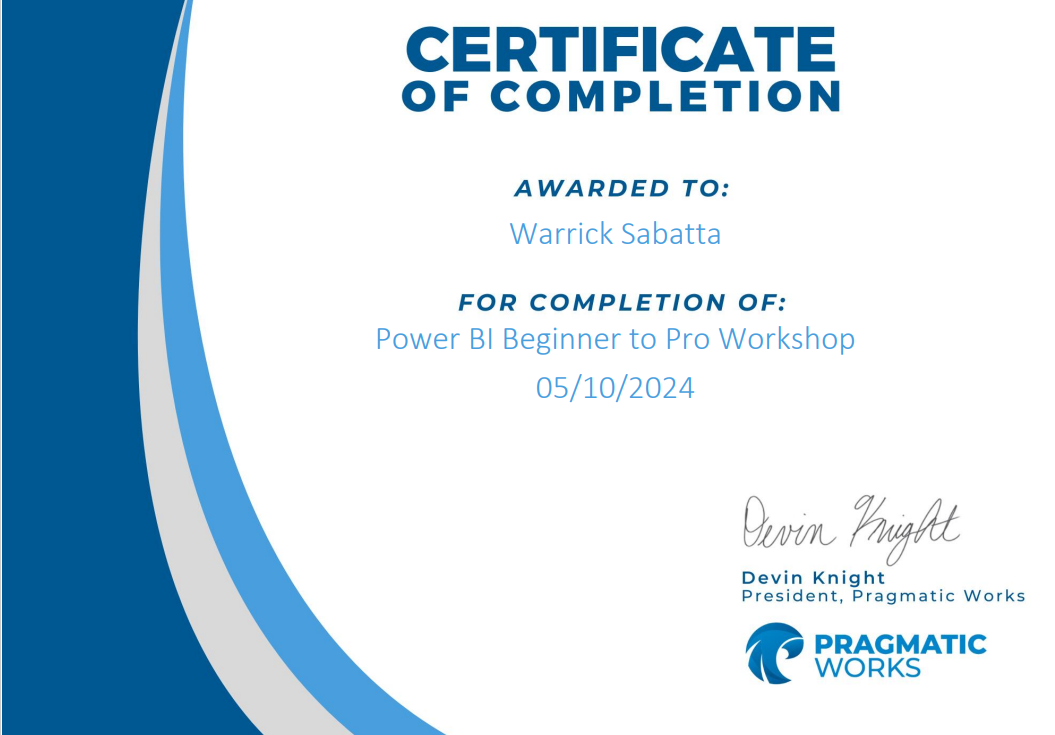 CERTIFICATE
OF COMPLETION
AWARDED TO:
Warrick Sabatta
FOR COMPLETION OF:
Power BI Beginner to Pro Workshop
05/10/2024
Devin Knight
Devin Knight
President, Pragmatic Works
PRAGMATIC
WORKS